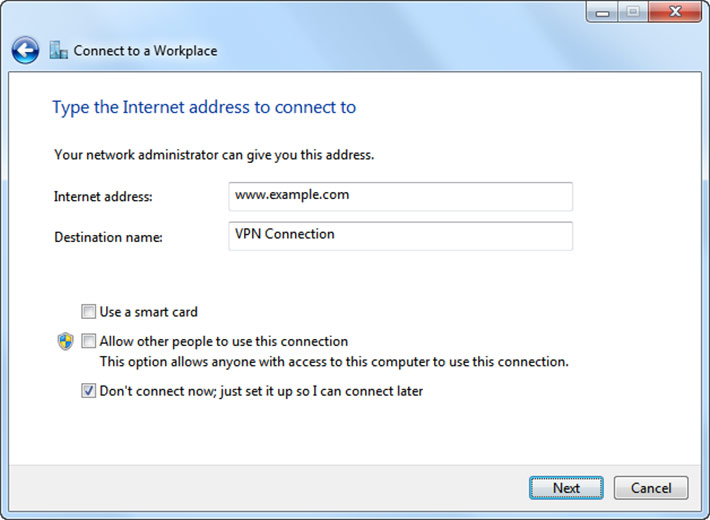 Connect to a Workplace
Type the Internet address to connect to
Your network administrator can give you this address.
Internet address: www.example.com
Destination name: VPN Connection
Use a smart card
Allow other people to use this connection
This option allows anyone with access to this computer to use this connection.
Don't connect now; just set it up so I can connect later
Next Cancel